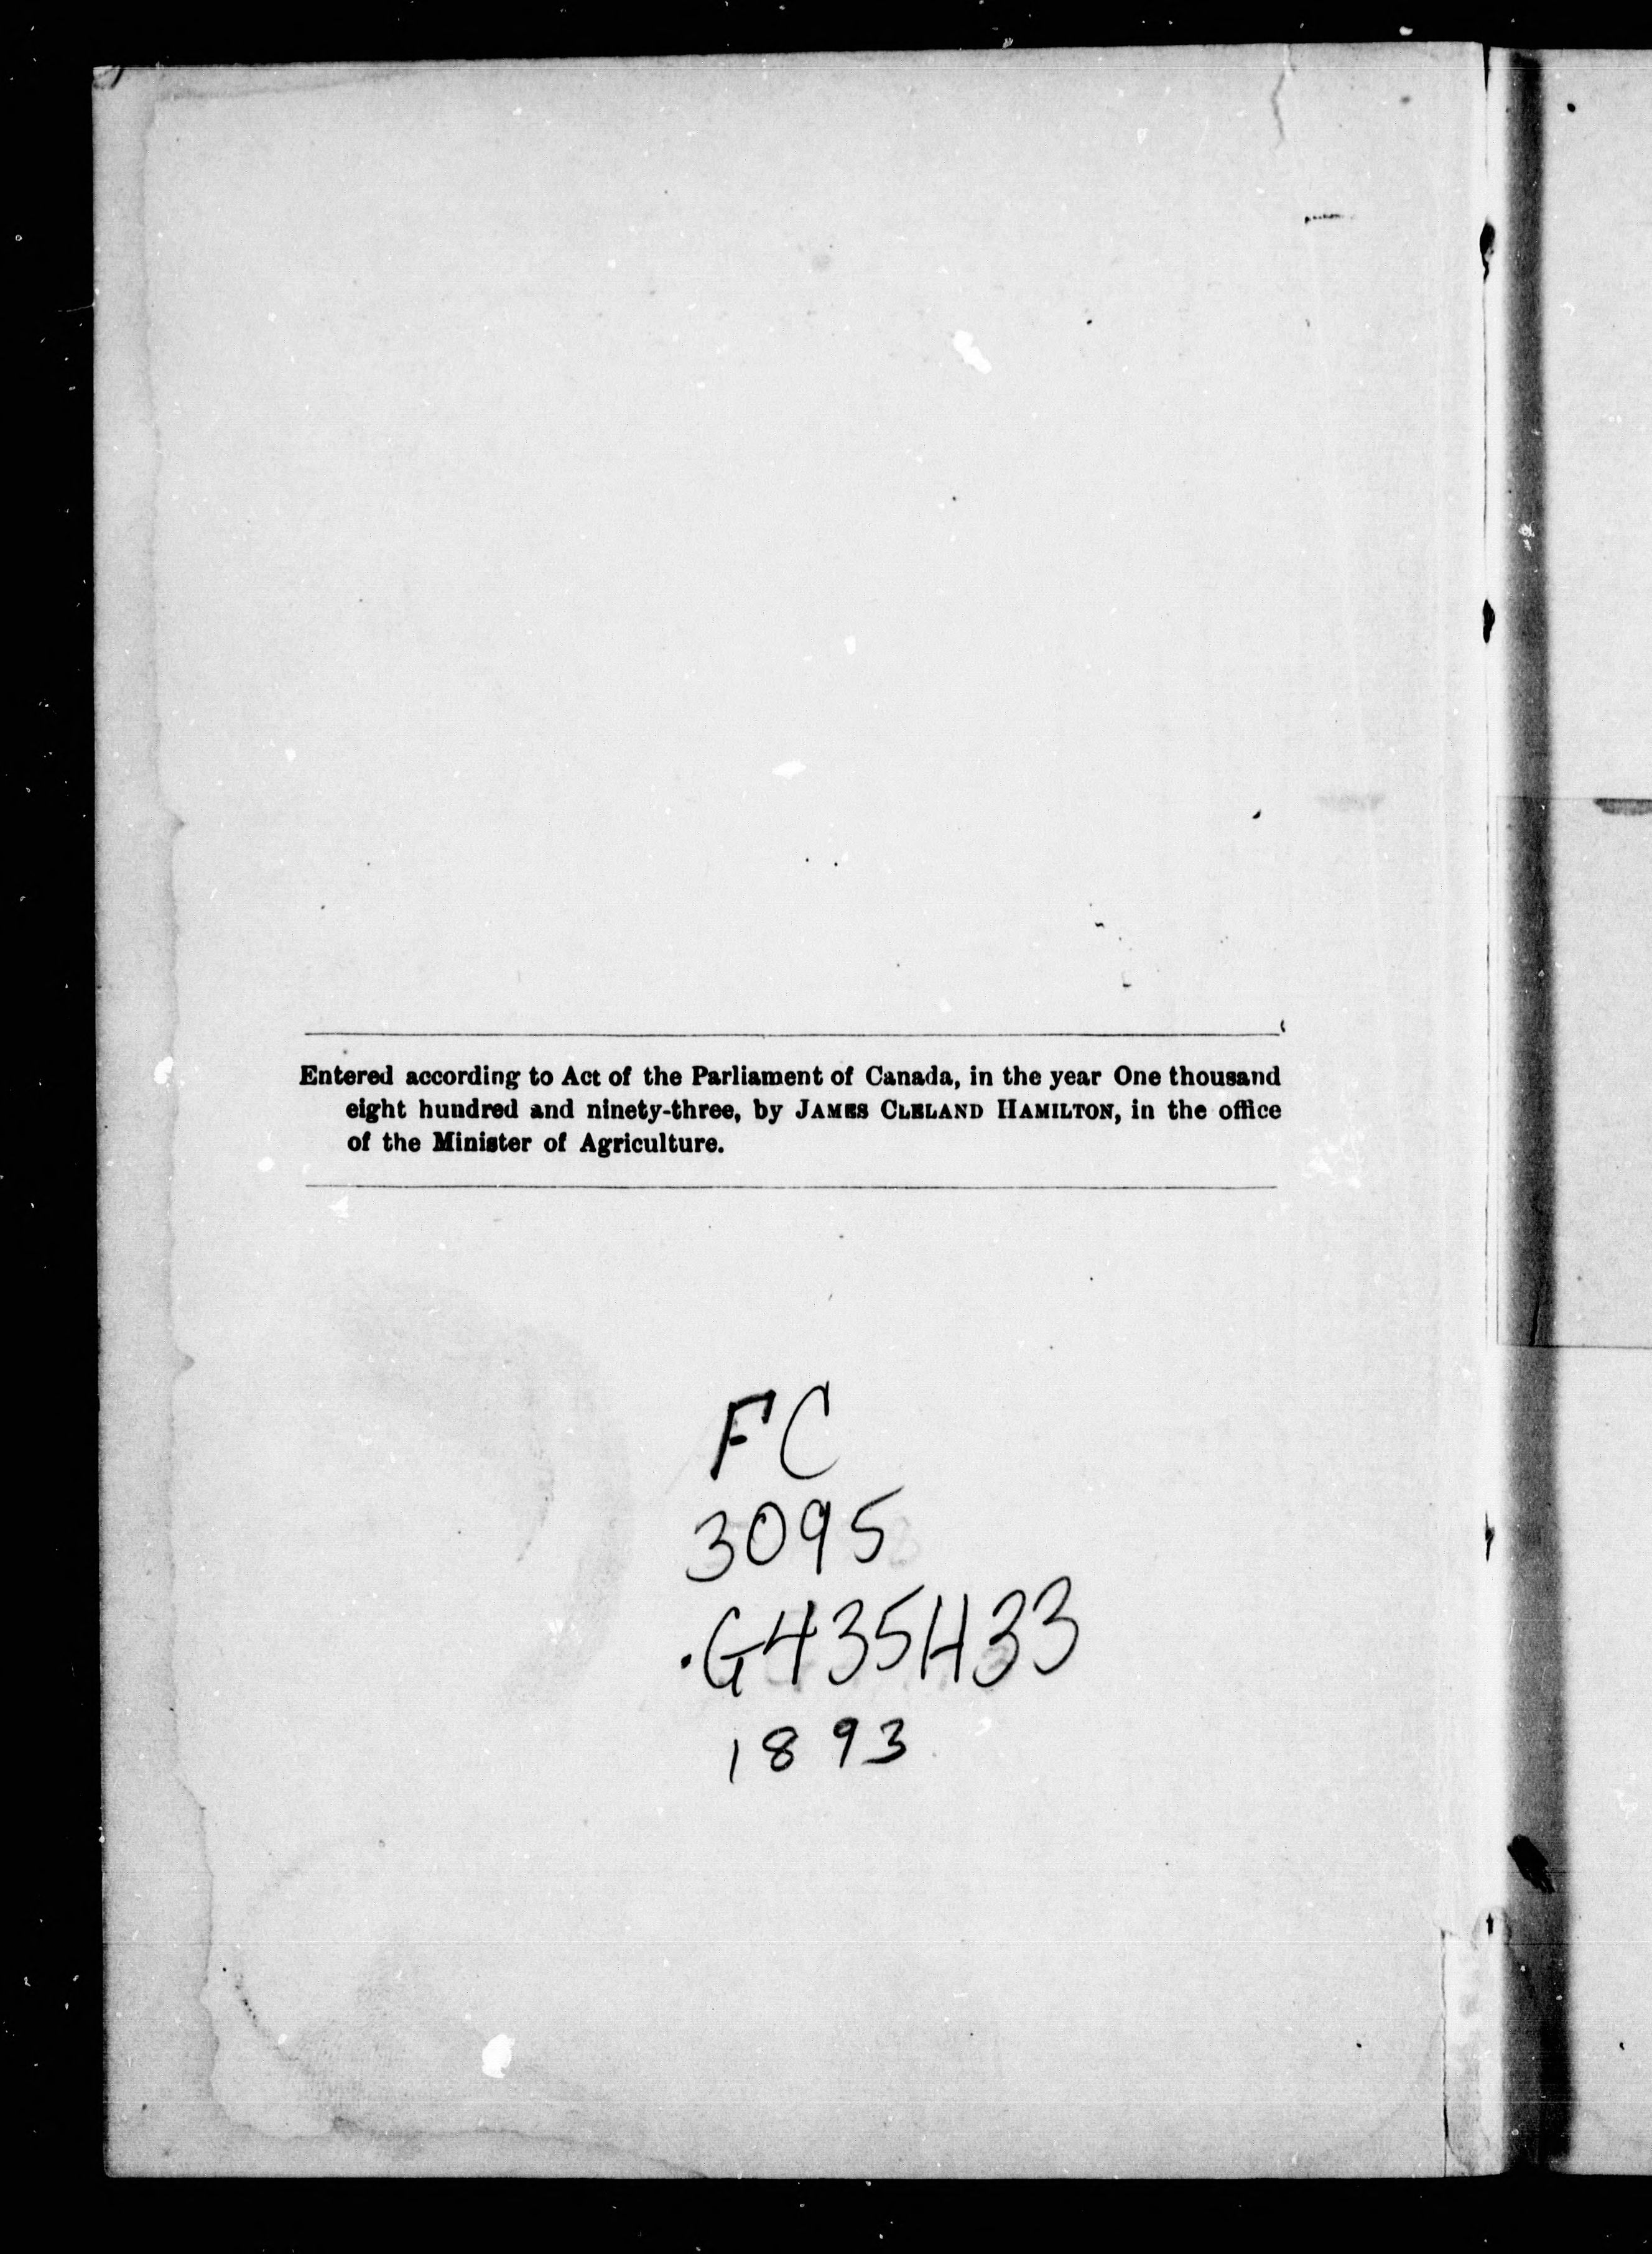 Entered according to Act of the Parliament of Canada, in the year One thousand
eight hundred and ninety-three, by JAMES CLELAND HAMILTON, in the office
of the Minister of Agriculture.
FC
3095
.G435H33
1893